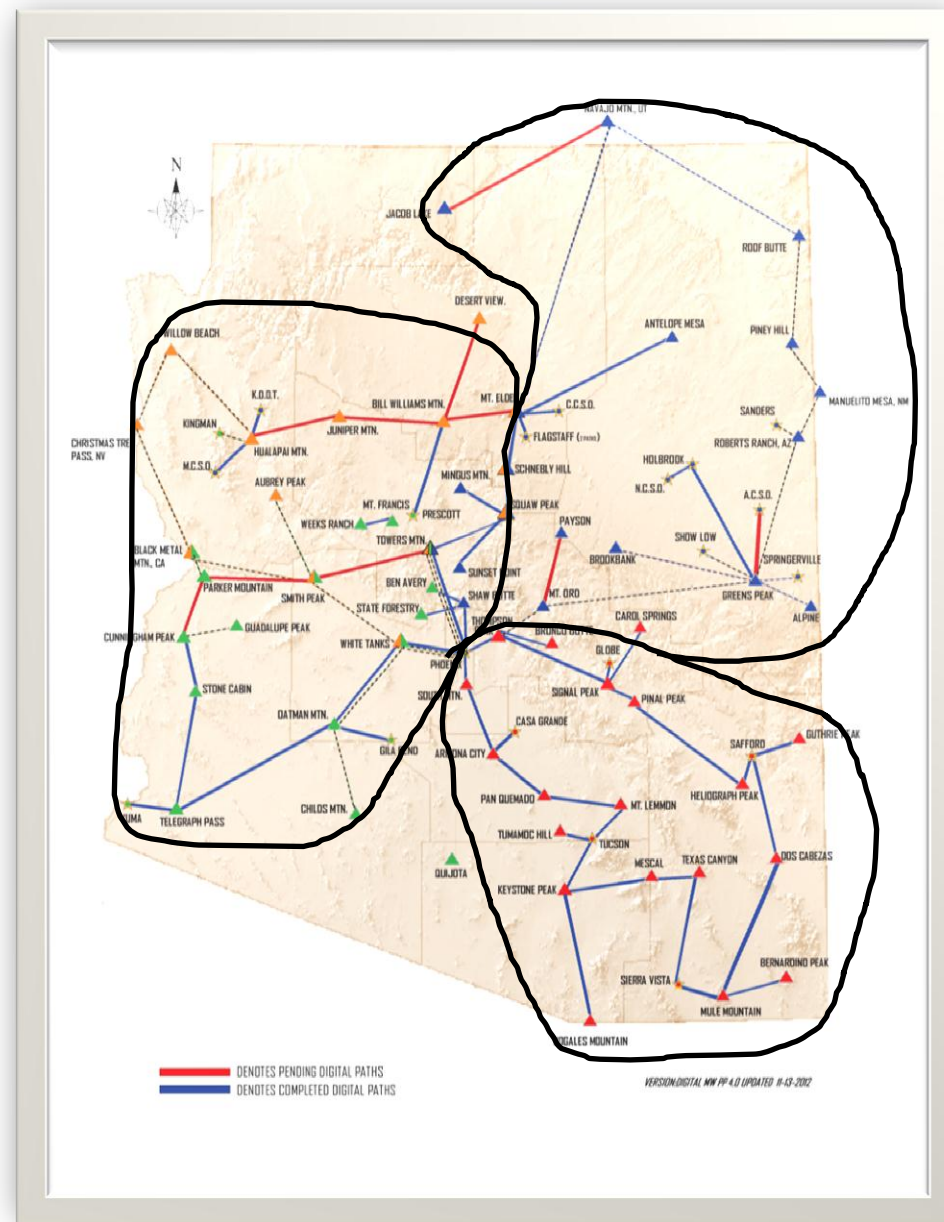 NAVAJO MTN., UT
N
JACOB LAKE
ROOF BUTTE
DESERT VIEW.
ANTELOPE MESA
WILLOW BEACH
PINEY HILL
K.D.O.T.
BILL WILLIAMS MTN.
MT. ELDEN
C.C.S.O.
MANUELITO MESA, NM
SANDERS
KINGMAN
JUNIPER MTN.
FLAGSTAFF
ROBERTS RANCH, AZ
CHRISTMAS TREE
PASS, NV
HUALAPAI MTN.
HOLBROOK
M.C.S.O.
MINGUS MTN.
SCHNEBLY HILL
N.C.S.O.
A.C.S.O.
AUBREY PEAK
MT. FRANCIS
SQUAW PEAK
WEEKS RANCH
PRESCOTT
PAYSON
TOWERS MTN.
SHOW LOW
BLACK METAL
MTN., CA
BROOKBANK
SPRINGERVILLE
SUNSET POINT
PARKER MOUNTAIN
BEN AVERY
GREENS PEAK
SMITH PEAK
SHAW BUTTE
MT. ORD
STATE FORESTRY
ALPINE
CAROL SPRINGS
GUADALUPE PEAK
THOMPSON
CUNNINGHAM PEAK
WHITE TANKS
BRONCO BUTTE
GLOBE
PHOENIX
STONE CABIN
SOUTH MTN.
SIGNAL PEAK
PINAL PEAK
OATMAN MTN.
CASA GRANDE
GILA BEND
ARIZONA CITY
SAFFORD
GUTHRIE PEAK
PAN QUEMADO
MT. LEMMON
HELIOGRAPH PEAK
YUMA
TELEGRAPH PASS
CHILDS MTN.
TUMAMOC HILL
TUCSON
QUIJOTA
MESCAL
TEXAS CANYON
DOS CABEZAS
KEYSTONE PEAK
BERNARDINO PEAK
SIERRA VISTA
MULE MOUNTAIN
NOGALES MOUNTAIN
DENOTES PENDING DIGITAL PATHS
DENOTES COMPLETED DIGITAL PATHS
VERSION:DIGITAL MW PP 4.0 UPDATED 11-13-2012